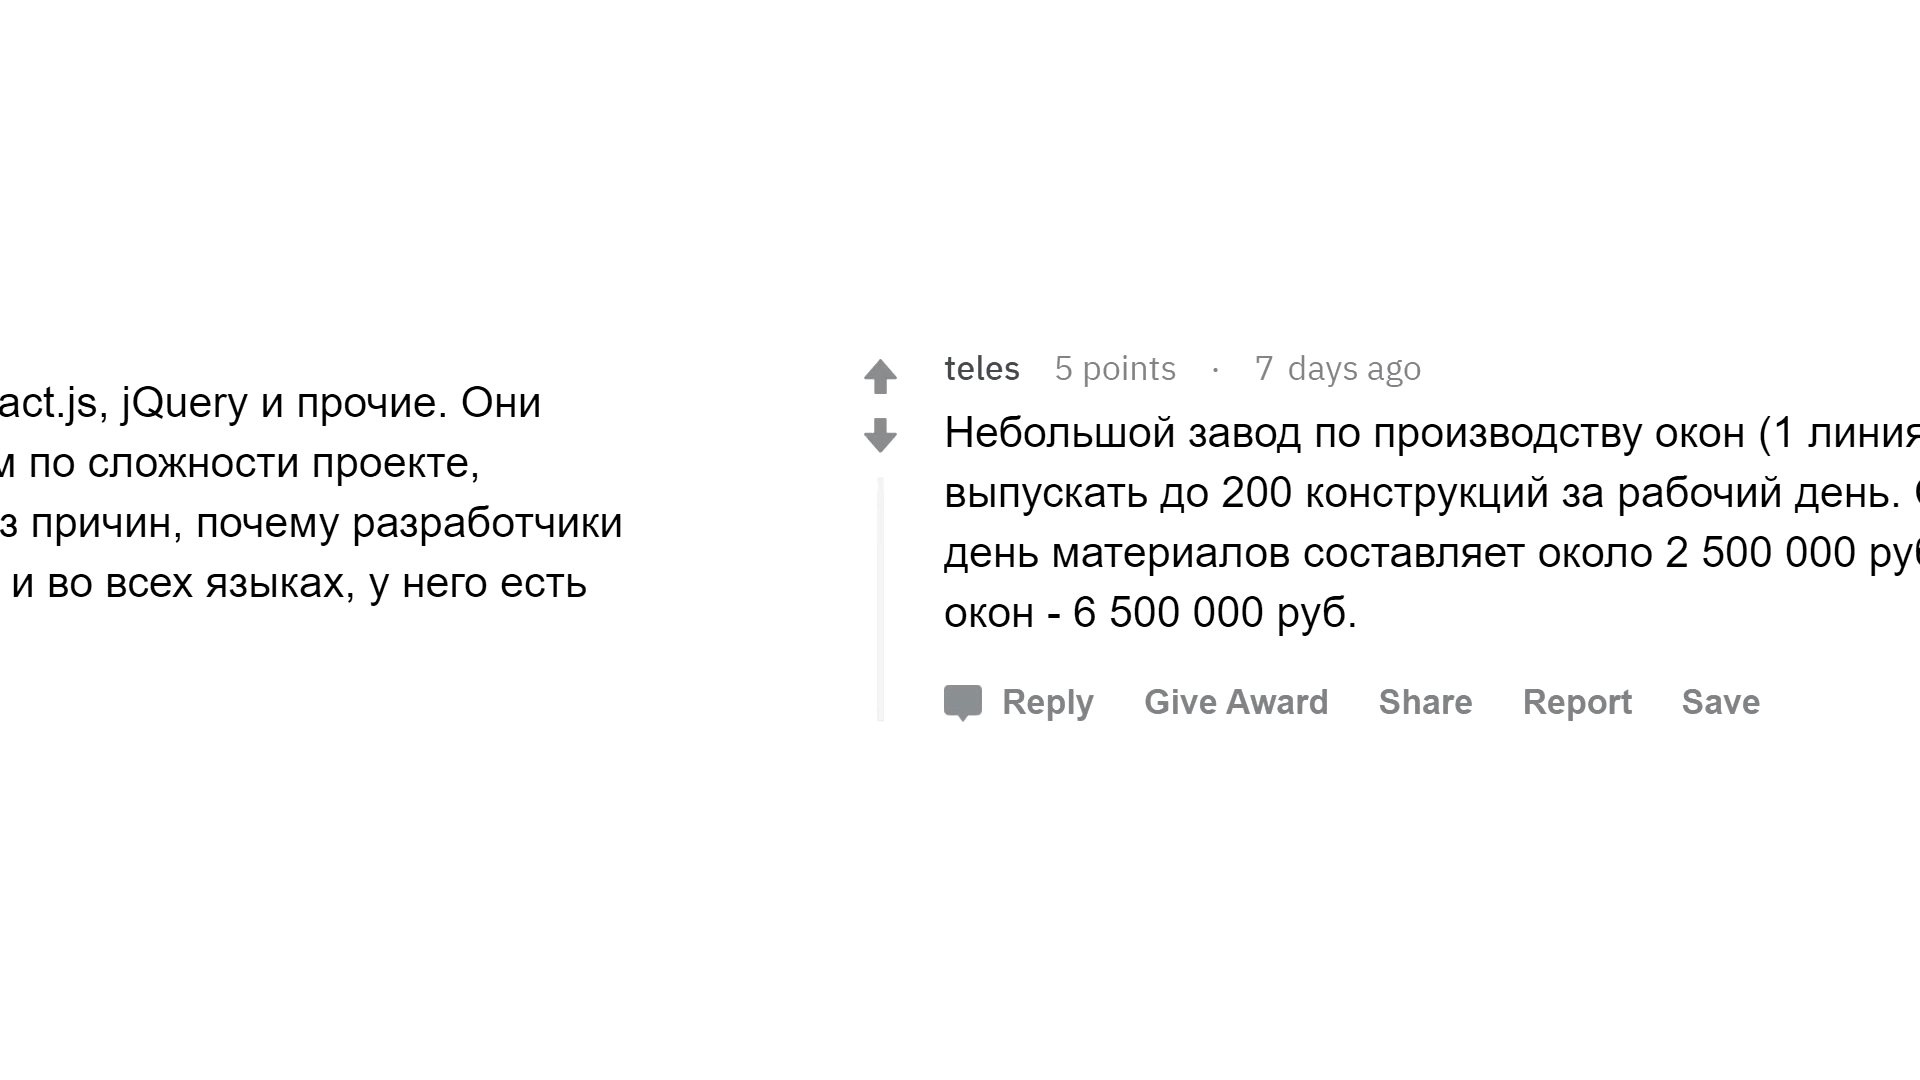 act.js, jQuery и прочие. Они
м по сложности проекте,
з причин, почему разработчики
и во всех языках, у него есть
teles 5 points · 7 days ago
Небольшой завод по производству окон (1 линия
выпускать до 200 конструкций за рабочий день.
день материалов составляет около 2 500 000 руб
окон - 6 500 000 руб.
Reply Give Award Share Report Save